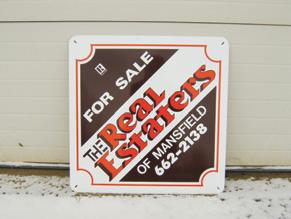 FOR SALE
THE Real
Estaters
OF MANSFIELD
662-2138